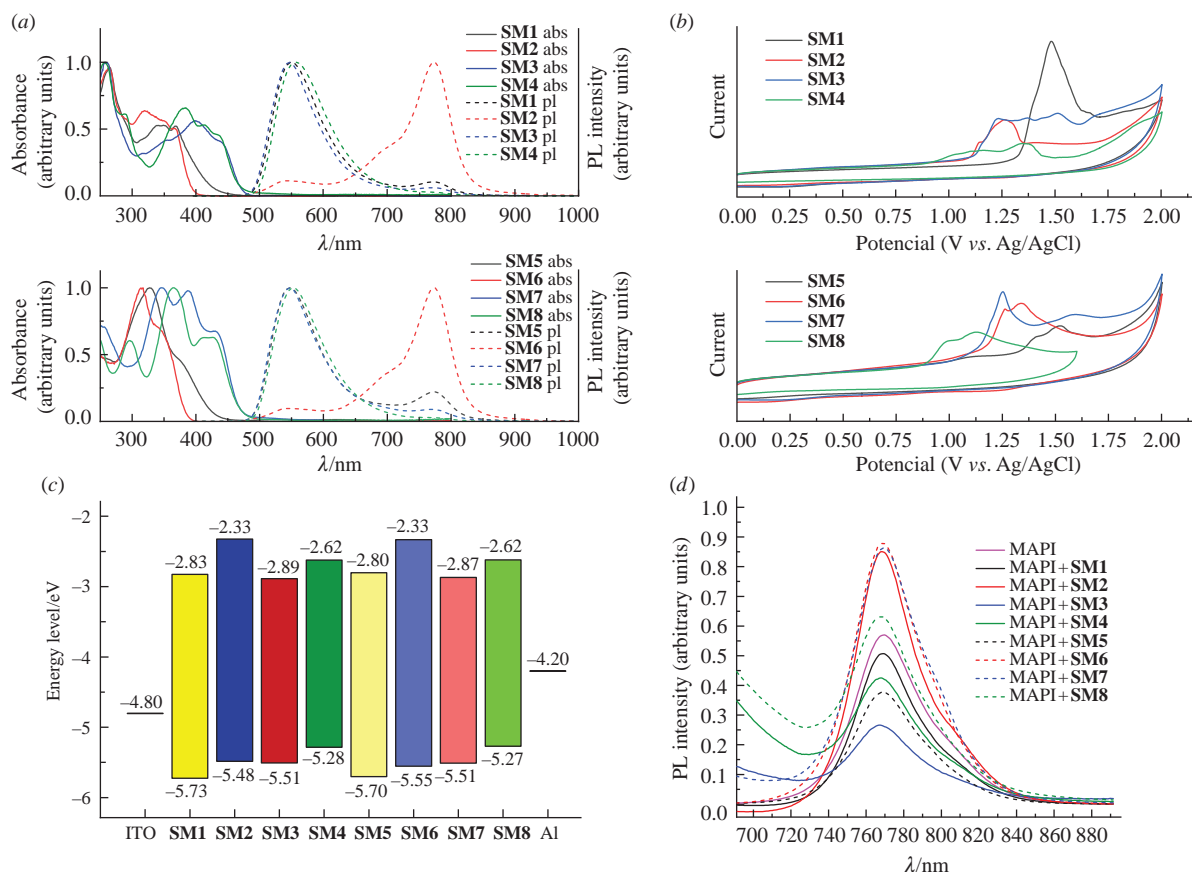 (a)
SM1 abs
SM2 abs
SM3 abs
SM4 abs
SM1 pl
SM2 pl
SM3 pl
SM4 pl
Absorbance
(arbitrary units)
1.0
0.5
0.0
PL intensity
(arbitrary units)
300 400 500 600 700 800 900 1000
λ/nm
SM5 abs
SM6 abs
SM7 abs
SM8 abs
SM5 pl
SM6 pl
SM7 pl
SM8 pl
Absorbance
(arbitrary units)
1.0
0.5
0.0
PL intensity
(arbitrary units)
300 400 500 600 700 800 900 1000
λ/nm
(b)
SM1
SM2
SM3
SM4
Current
0.00 0.25 0.50 0.75 1.00 1.25 1.50 1.75 2.00
Potencial (V vs. Ag/AgCl)
SM5
SM6
SM7
SM8
Current
0.00 0.25 0.50 0.75 1.00 1.25 1.50 1.75 2.00
Potencial (V vs. Ag/AgCl)
(c)
Energy level/eV
−2
−3
−4
−5
−6
−2.83
−2.33
−2.89
−2.62
−2.80
−2.33
−2.87
−2.62
−4.20
−4.80
−5.73
−5.48
−5.51
−5.28
−5.70
−5.55
−5.51
−5.27
ITO SM1 SM2 SM3 SM4 SM5 SM6 SM7 SM8 Al
(d)
PL intensity (arbitrary units)
1.0
0.9
0.8
0.7
0.6
0.5
0.4
0.3
0.2
0.1
0.0
MAPI
MAPI+SM1
MAPI+SM2
MAPI+SM3
MAPI+SM4
MAPI+SM5
MAPI+SM6
MAPI+SM7
MAPI+SM8
700 720 740 760 780 800 820 840 860 880
λ/nm